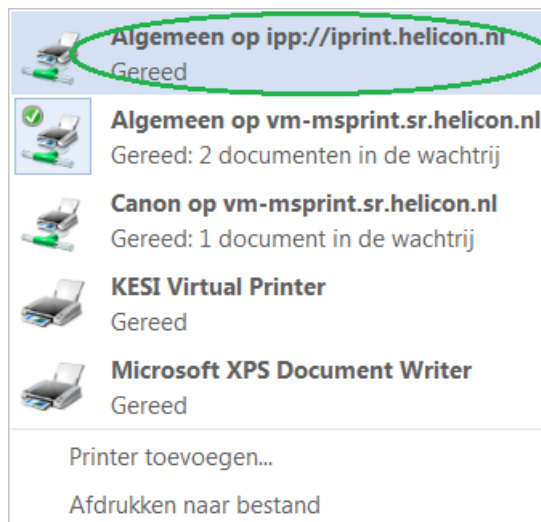 Algemeen op ipp://iprint.helicon.nl
Gereed
Algemeen op vm-msprint.sr.helicon.nl
Gereed: 2 documenten in de wachtrij
Canon op vm-msprint.sr.helicon.nl
Gereed: 1 document in de wachtrij
KESI Virtual Printer
Gereed
Microsoft XPS Document Writer
Gereed
Printer toevoegen...
Afdrukken naar bestand